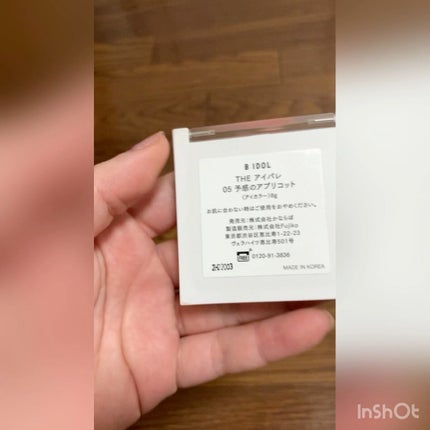 B IDOL
THE アイパレ
05 予感のアプリコット
(アイカラー)6g
お肌に合わない時はご使用をおやめください。
発売元:株式会社かならぼ
製造販売元:株式会社Fujiko
東京都渋谷区恵比寿1-22-23
ヴェラハイツ恵比寿501号
0120-91-3836
MADE IN KOREA
InShOt